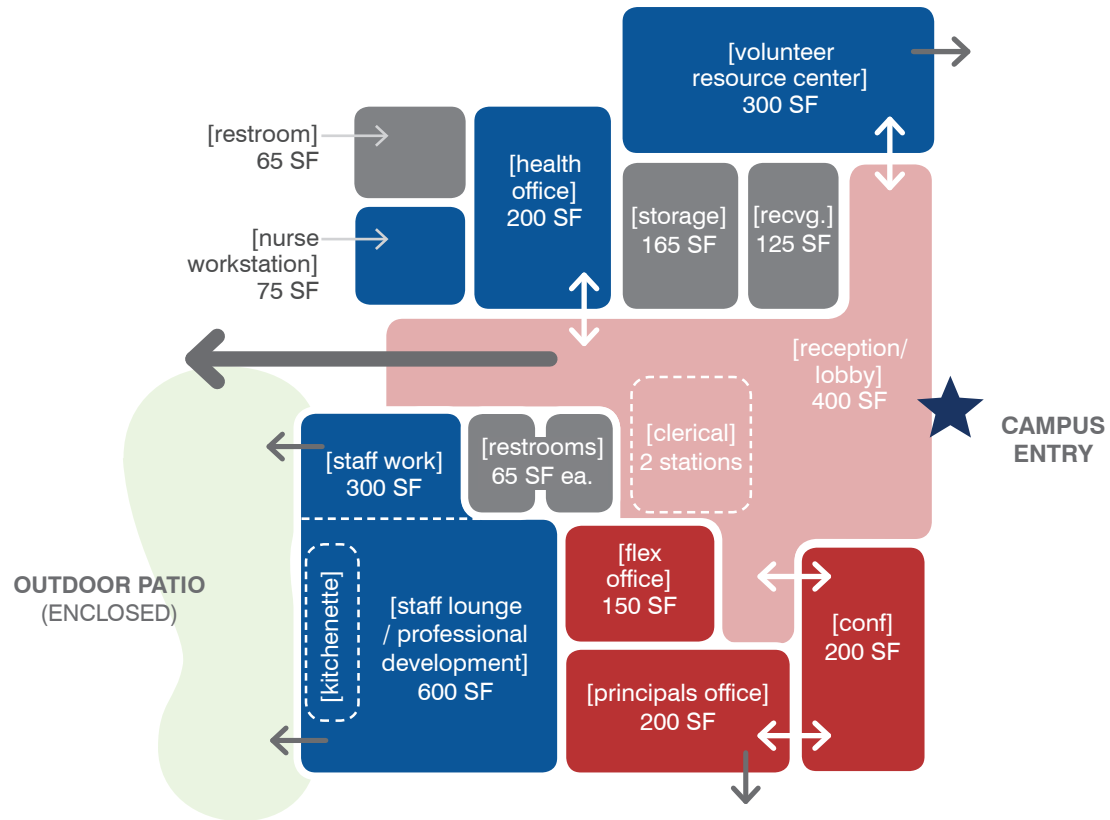 [volunteer
resource center]
300 SF
[restroom]
65 SF
[health
office]
200 SF
[storage]
165 SF
[recvg.]
125 SF
[nurse
workstation]
75 SF
[reception/
lobby]
400 SF
CAMPUS
ENTRY
[clerical]
2 stations
[staff work]
300 SF
[restrooms]
65 SF ea.
[flex
office]
150 SF
OUTDOOR PATIO
(ENCLOSED)
[kitchenette]
[staff lounge
/ professional
development]
600 SF
[conf]
200 SF
[principals office]
200 SF